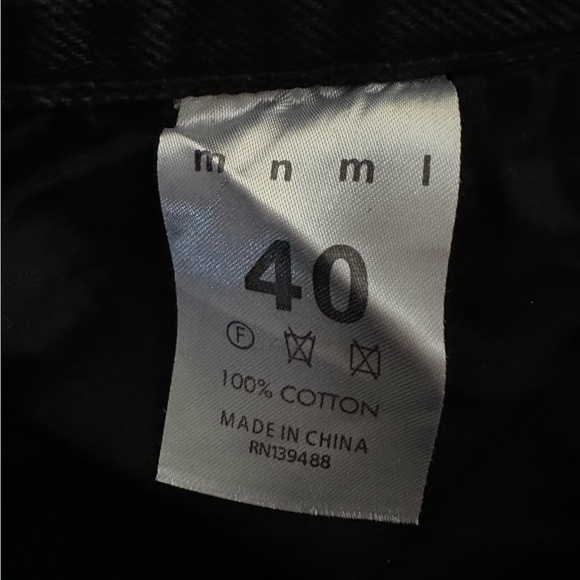 m n m l
40
F
100% COTTON
MADE IN CHINA
RN139488